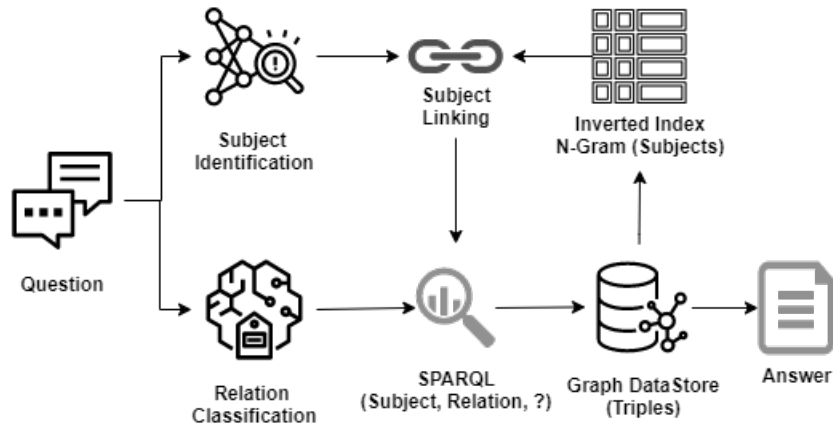 Subject
Identification
Subject
Linking
Inverted Index
N-Gram (Subjects)
Question
Relation
Classification
SPARQL
(Subject, Relation, ?)
Graph DataStore
(Triples)
Answer